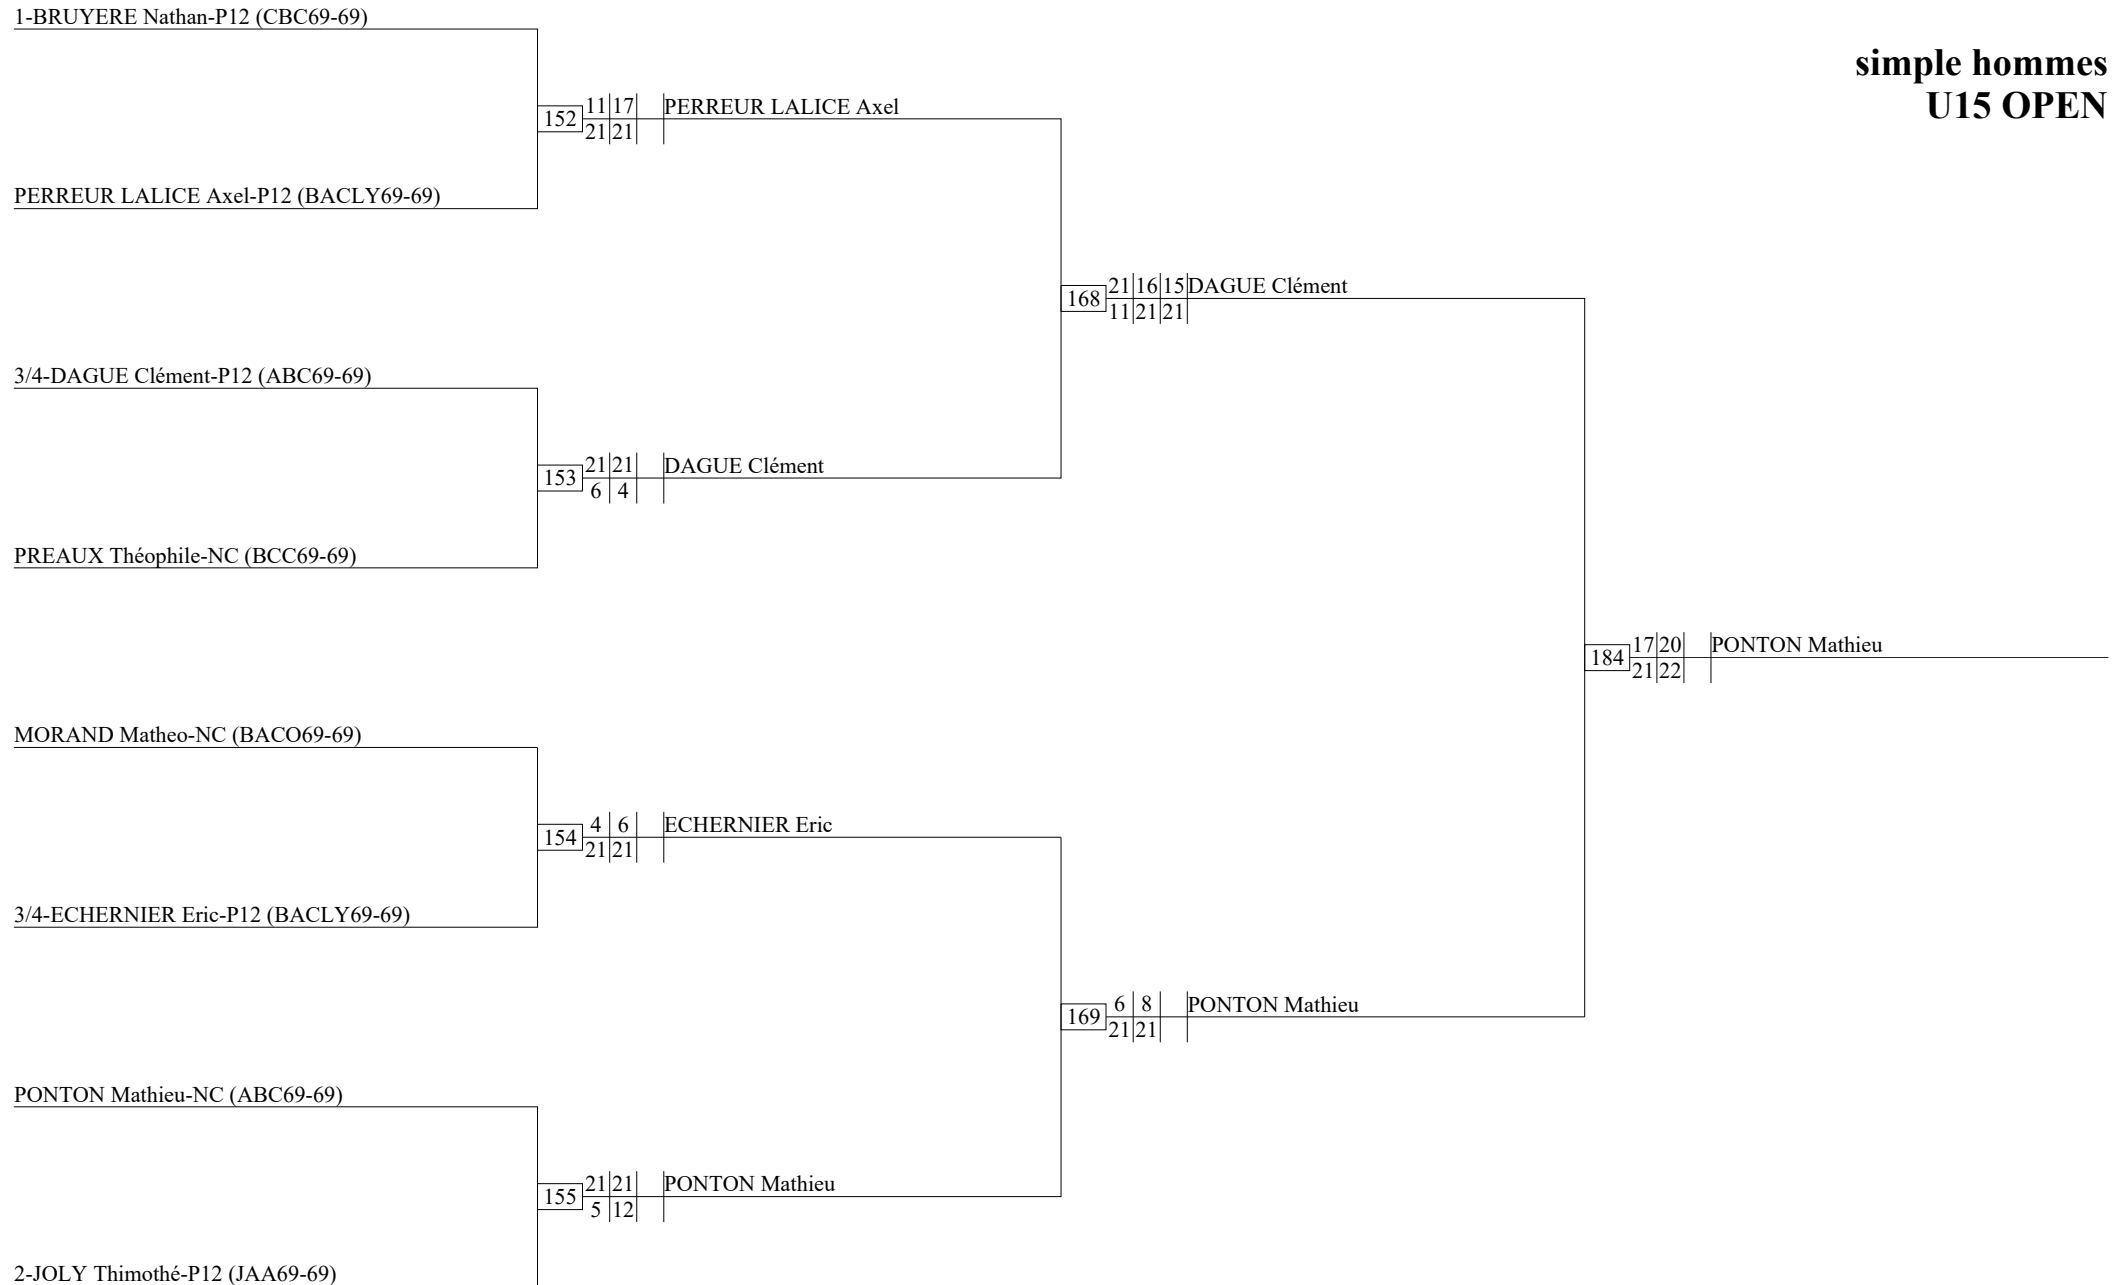 1-BRUYERE Nathan-P12 (CBC69-69)
simple hommes
U15 OPEN
152 11 17 PERREUR LALICE Axel
21 21
PERREUR LALICE Axel-P12 (BACLY69-69)
168 21 16 15 DAGUE Clément
11 21 21
3/4-DAGUE Clément-P12 (ABC69-69)
153 21 21 DAGUE Clément
6 4
PREAUX Théophile-NC (BCC69-69)
184 17 20 PONTON Mathieu
21 22
MORAND Matheo-NC (BACO69-69)
154 4 6 ECHERNIER Eric
21 21
3/4-ECHERNIER Eric-P12 (BACLY69-69)
169 6 8 PONTON Mathieu
21 21
PONTON Mathieu-NC (ABC69-69)
155 21 21 PONTON Mathieu
5 12
2-JOLY Thimothé-P12 (JAA69-69)